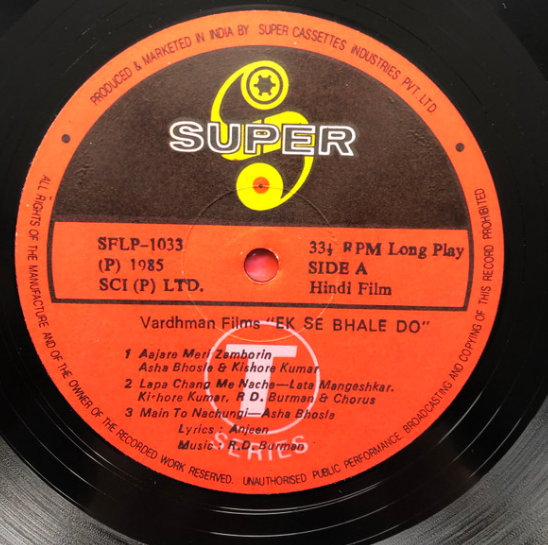 PRODUCED & MARKETED IN INDIA BY SUPER CASSETTES INDUSTRIES PVT LTD.
SUPER
SFLP-1033
(P) 1985
SCI (P) LTD.
33⅓ RPM Long Play
SIDE A
Hindi Film
Vardhman Films "EK SE BHALE DO"
1 Aajare Meri Zamborin
Asha Bhosle & Kishore Kumar
2 Lapa Chang Me Nache—Lata Mangeshkar,
Kishore Kumar, R.D. Burman & Chorus
3 Main To Nachungi—Asha Bhosle
Lyrics : Anjeen
Music : R.D. Burman
T
SERIES
ALL RIGHTS OF THE MANUFACTURE AND OF THE OWNER OF THE RECORDED WORK RESERVED. UNAUTHORISED PUBLIC PERFORMANCE BROADCASTING AND COPYING OF THIS RECORD PROHIBITED